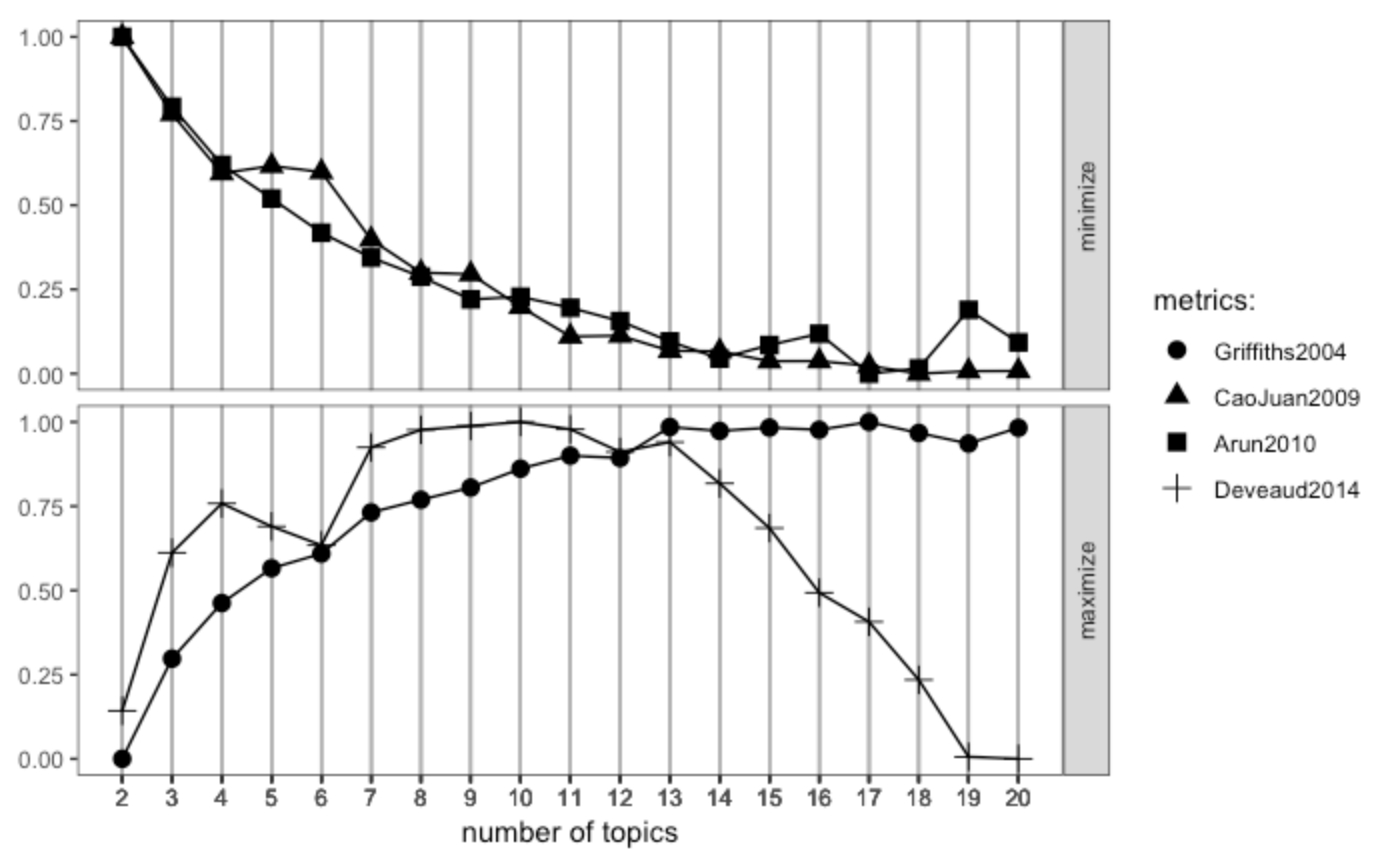 1.00
0.75
0.50
0.25
0.00
minimize
1.00
0.75
0.50
0.25
0.00
maximize
2 3 4 5 6 7 8 9 10 11 12 13 14 15 16 17 18 19 20
number of topics
metrics:
Griffiths2004
CaoJuan2009
Arun2010
Deveaud2014